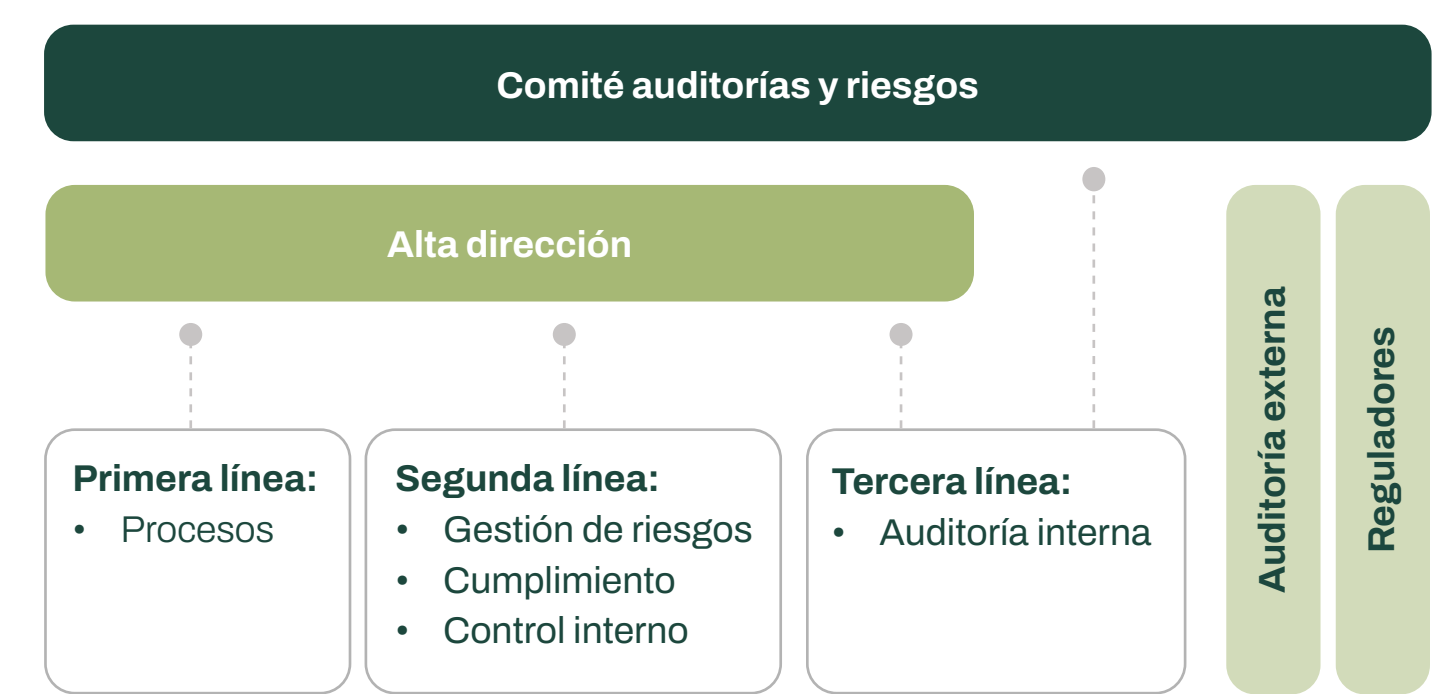 Comité auditorías y riesgos
Alta dirección
Primera línea:
• Procesos
Segunda línea:
• Gestión de riesgos
• Cumplimiento
• Control interno
Tercera línea:
• Auditoría interna
Auditoría externa
Reguladores